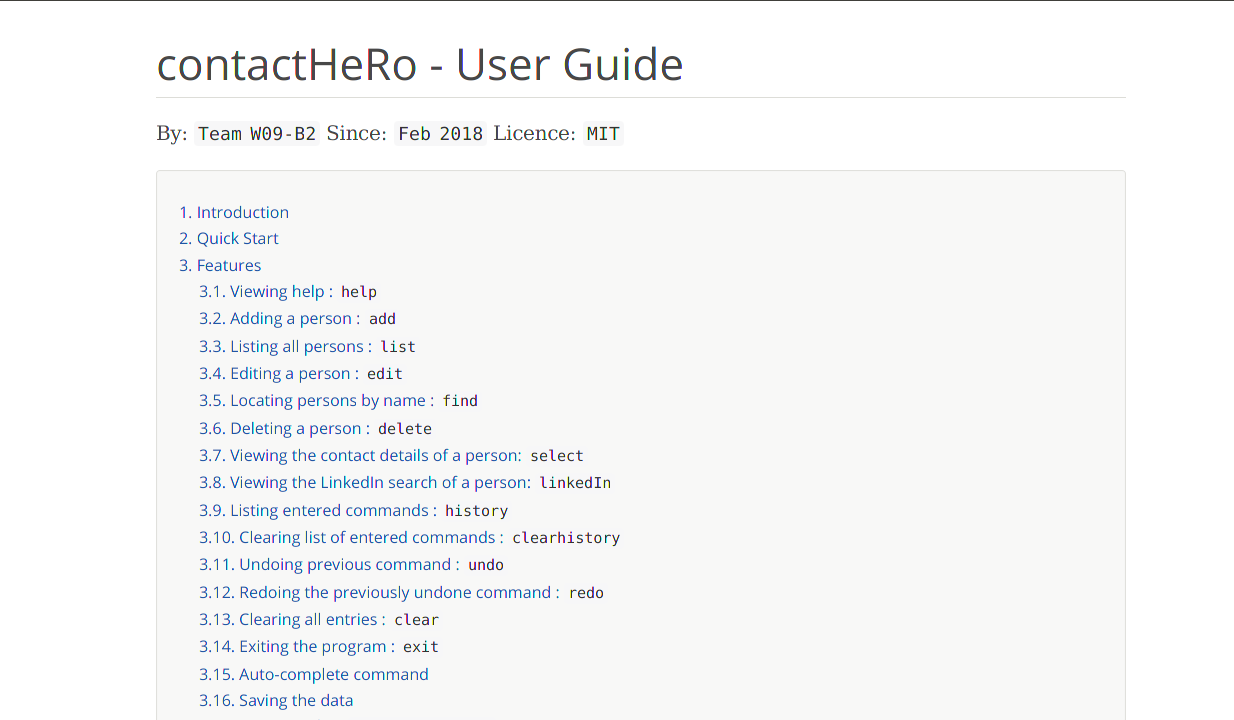 contactHeRo - User Guide
By: Team W09-B2 Since: Feb 2018 Licence: MIT
1. Introduction
2. Quick Start
3. Features
3.1. Viewing help : help
3.2. Adding a person : add
3.3. Listing all persons : list
3.4. Editing a person : edit
3.5. Locating persons by name : find
3.6. Deleting a person : delete
3.7. Viewing the contact details of a person: select
3.8. Viewing the LinkedIn search of a person: linkedIn
3.9. Listing entered commands : history
3.10. Clearing list of entered commands : clearhistory
3.11. Undoing previous command : undo
3.12. Redoing the previously undone command : redo
3.13. Clearing all entries : clear
3.14. Exiting the program : exit
3.15. Auto-complete command
3.16. Saving the data